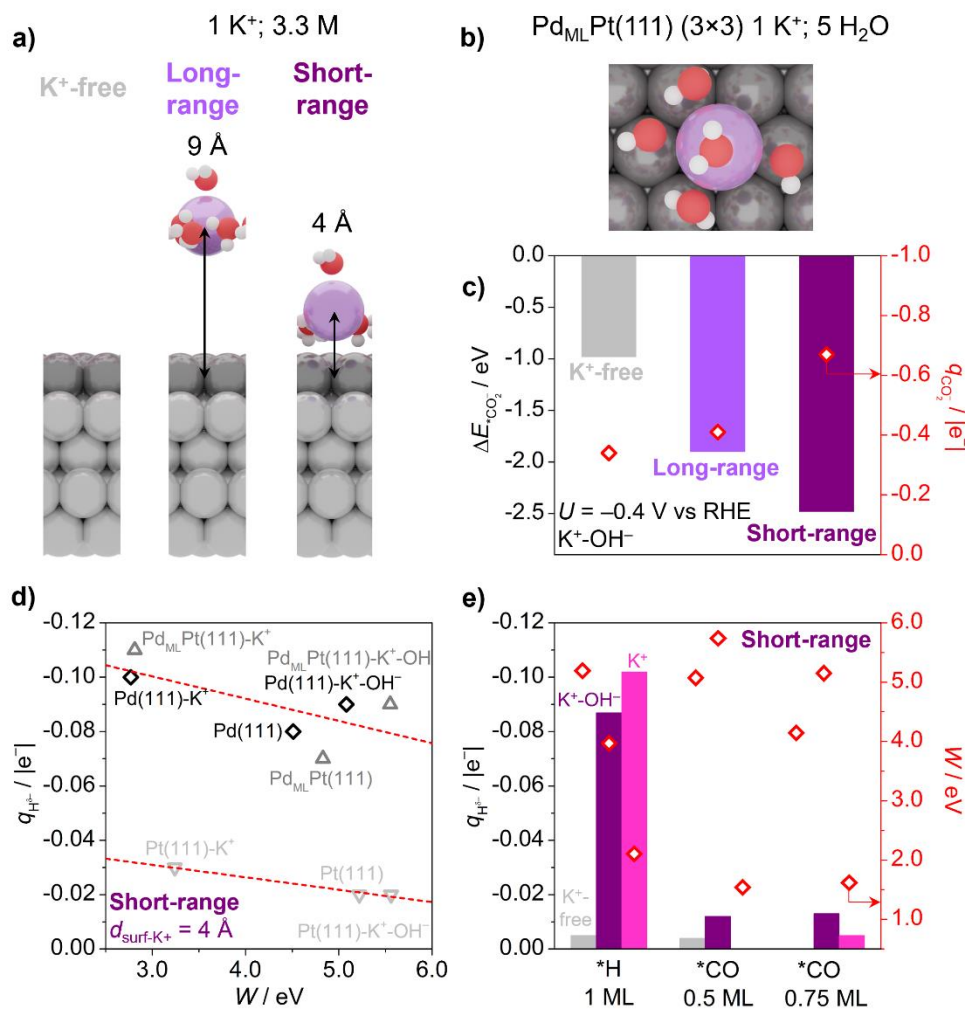 1 K⁺; 3.3 M
a)
K⁺-free
Long-range
9 Å
Short-range
4 Å
b)
Pd_MLPt(111) (3×3) 1 K⁺; 5 H₂O
c)
0.0
-0.5
-1.0
-1.5
-2.0
-2.5
ΔE*CO₂⁻ / eV
K⁺-free
Long-range
Short-range
U = –0.4 V vs RHE
K⁺-OH⁻
-1.0
-0.8
-0.6
-0.4
-0.2
0.0
qCO₂⁻ / |e⁻|
d)
-0.12
-0.10
-0.08
-0.06
-0.04
-0.02
0.00
q_H^δ- / |e⁻|
Pd_MLPt(111)-K⁺
Pd(111)-K⁺
Pd_MLPt(111)-K⁺-OH
Pd(111)-K⁺-OH⁻
Pd(111)
Pd_MLPt(111)
Pt(111)-K⁺
Pt(111)
Pt(111)-K⁺-OH⁻
Short-range
d_surf-K+ = 4 Å
3.0 4.0 5.0 6.0
W / eV
e)
Short-range
-0.12
-0.10
-0.08
-0.06
-0.04
-0.02
0.00
q_H^δ- / |e⁻|
K⁺-OH⁻
K⁺
K⁺-free
6.0
5.0
4.0
3.0
2.0
1.0
W / eV
*H *CO *CO
1 ML 0.5 ML 0.75 ML